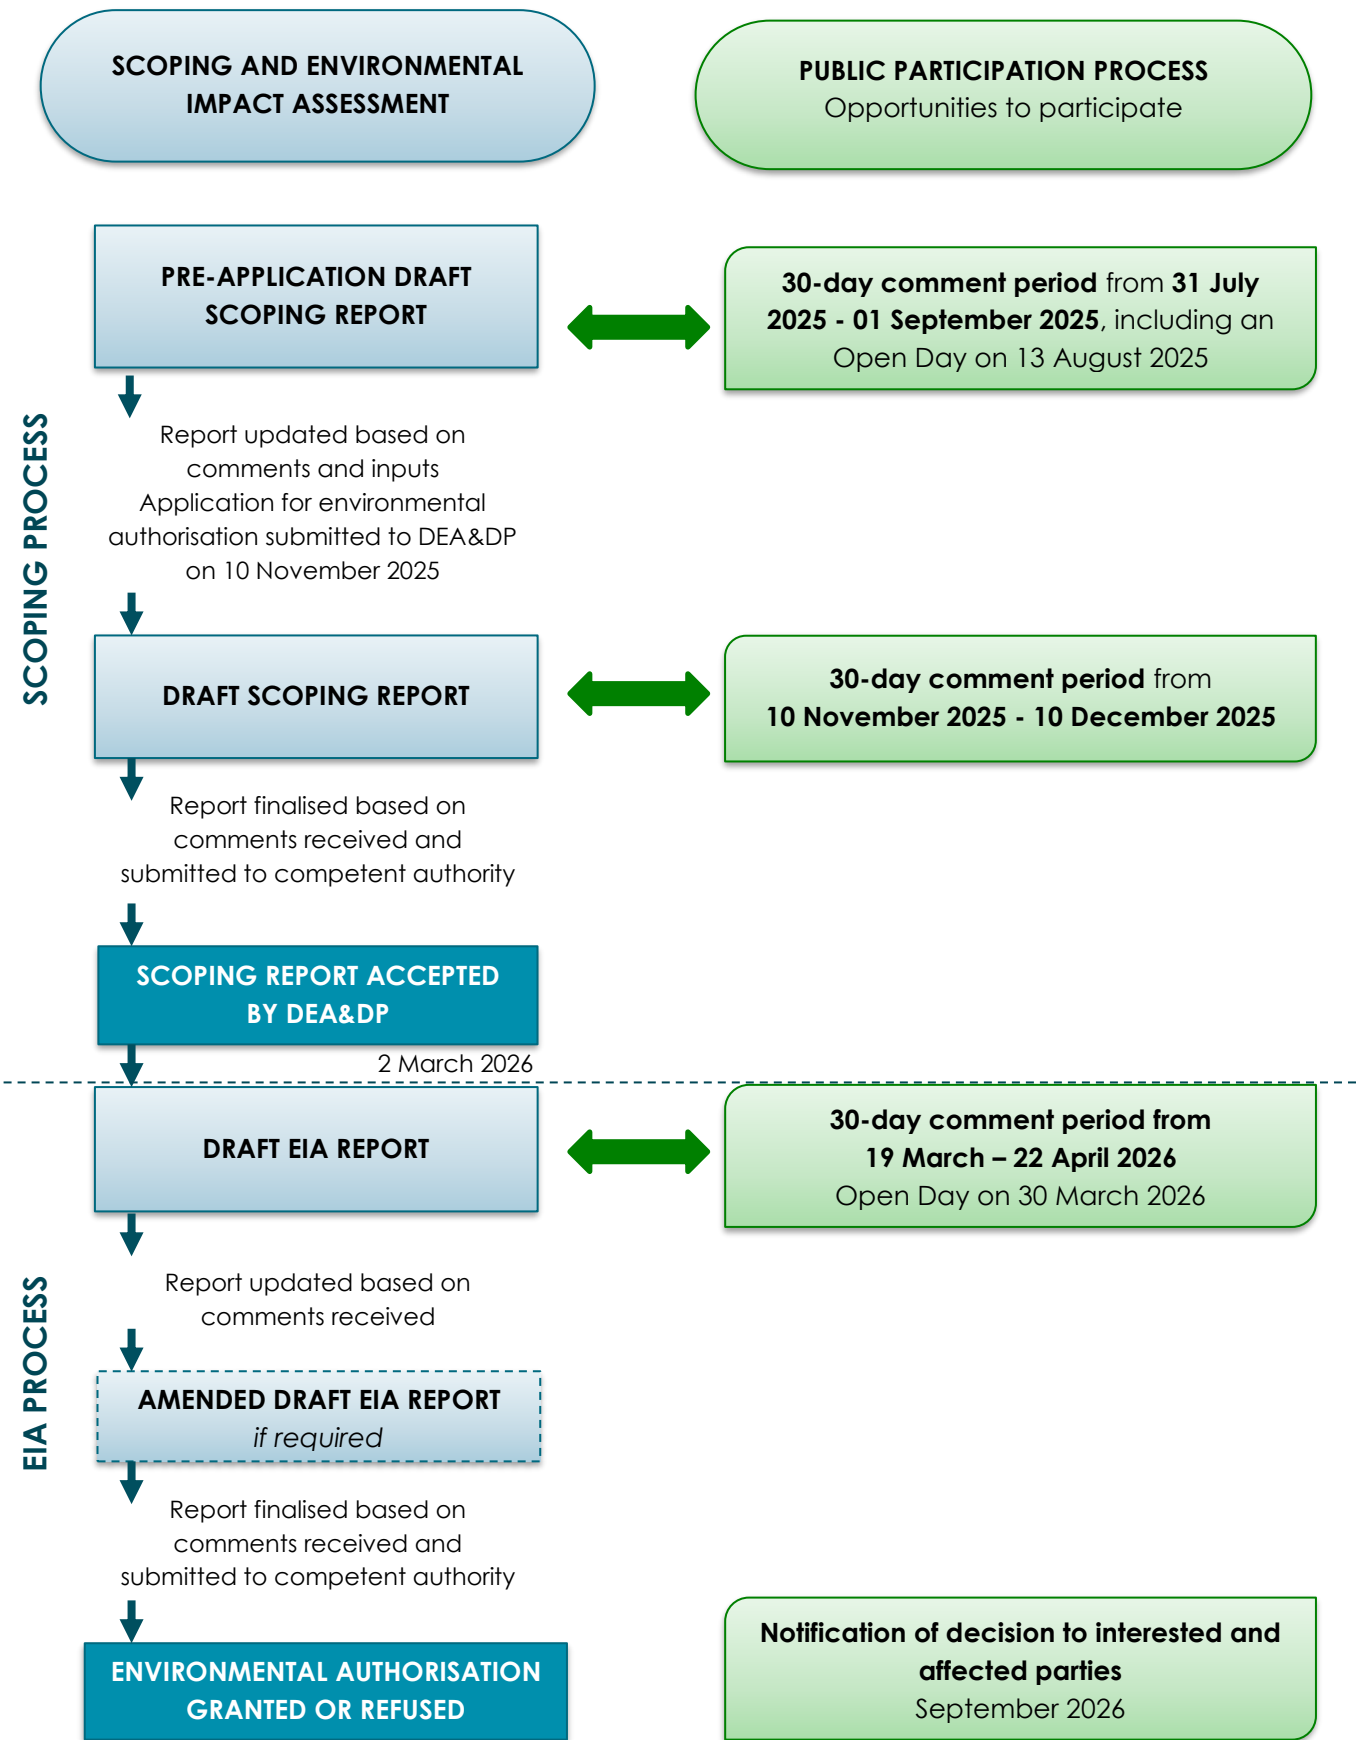 SCOPING AND ENVIRONMENTAL
IMPACT ASSESSMENT
PUBLIC PARTICIPATION PROCESS
Opportunities to participate
SCOPING PROCESS
PRE-APPLICATION DRAFT
SCOPING REPORT
30-day comment period from 31 July
2025 - 01 September 2025, including an
Open Day on 13 August 2025
Report updated based on
comments and inputs
Application for environmental
authorisation submitted to DEA&DP
on 10 November 2025
DRAFT SCOPING REPORT
30-day comment period from
10 November 2025 - 10 December 2025
Report finalised based on
comments received and
submitted to competent authority
SCOPING REPORT ACCEPTED
BY DEA&DP
2 March 2026
EIA PROCESS
DRAFT EIA REPORT
30-day comment period from
19 March – 22 April 2026
Open Day on 30 March 2026
Report updated based on
comments received
AMENDED DRAFT EIA REPORT
if required
Report finalised based on
comments received and
submitted to competent authority
ENVIRONMENTAL AUTHORISATION
GRANTED OR REFUSED
Notification of decision to interested and
affected parties
September 2026